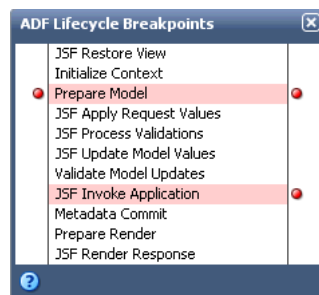 ADF Lifecycle Breakpoints
JSF Restore View
Initialize Context
Prepare Model
JSF Apply Request Values
JSF Process Validations
JSF Update Model Values
Validate Model Updates
JSF Invoke Application
Metadata Commit
Prepare Render
JSF Render Response
?